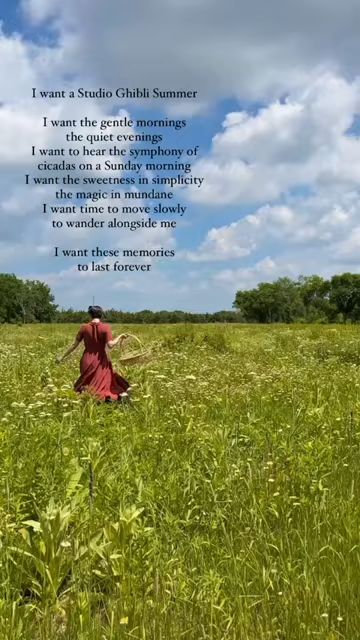 I want a Studio Ghibli Summer
I want the gentle mornings
the quiet evenings
I want to hear the symphony of
cicadas on a Sunday morning
I want the sweetness in simplicity
the magic in mundane
I want time to move slowly
to wander alongside me
I want these memories
to last forever